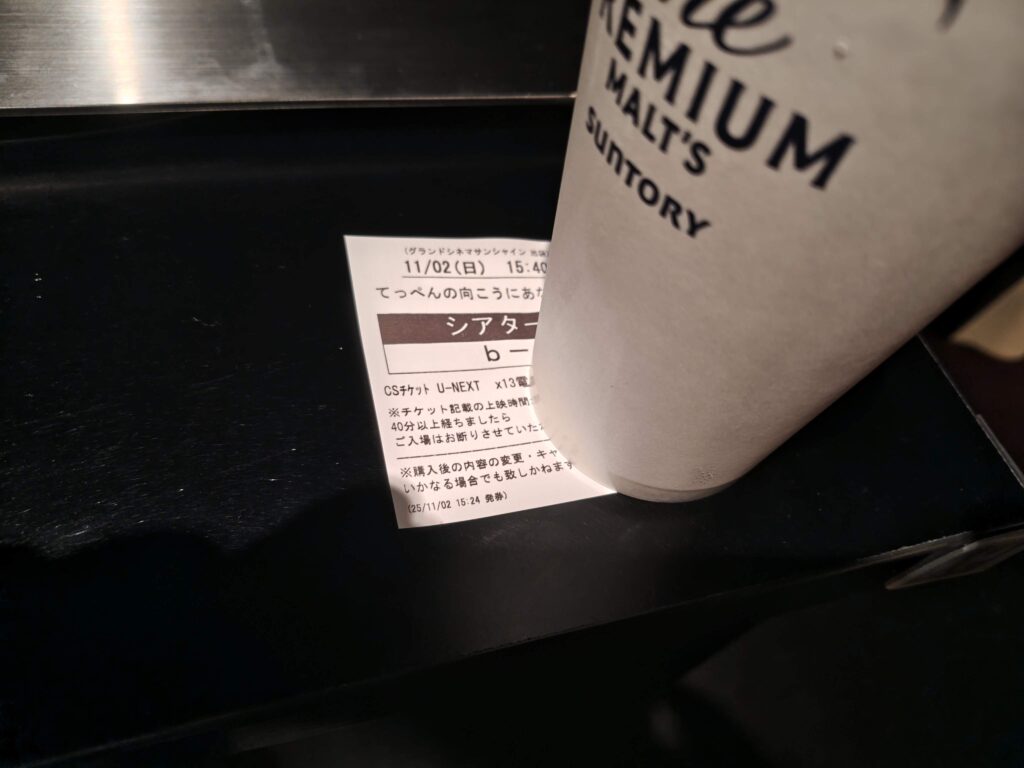 The
PREMIUM
MALT'S
SUNTORY
(グランドシネマサンシャイン 池袋
11/02(日) 15:40
てっぺんの向こうにあな
シアター
b-
CSチケット U-NEXT x13電
※チケット記載の上映時間
40分以上経ちましたら
ご入場はお断りさせていた
※購入後の内容の変更・キャ
いかなる場合でも致しかねます
(25/11/02 15:24 発券)